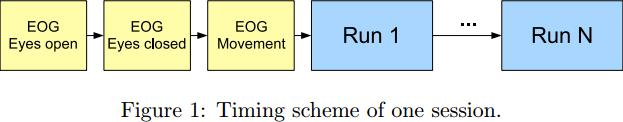 EOG
Eyes open
EOG
Eyes closed
EOG
Movement
Run 1
...
Run N
Figure 1: Timing scheme of one session.